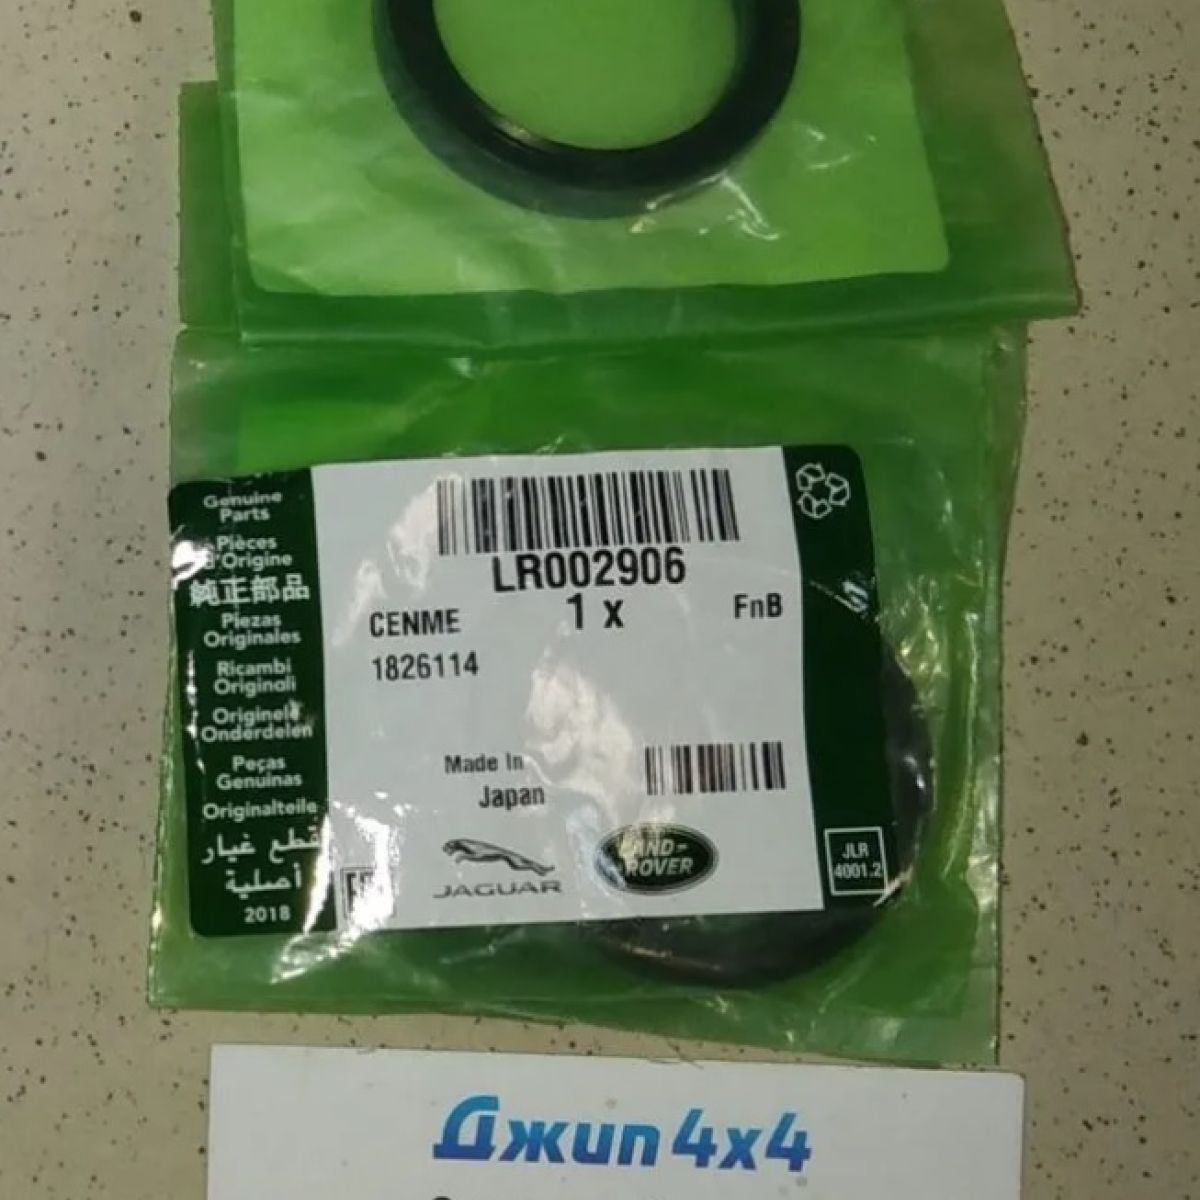 Genuine
Parts
Pièces
d'Origine
純正部品
Piezas
Originales
Ricambi
Originali
Originele
Onderdelen
Peças
Genuinas
Originalteile
قطع غيار
أصلية
2018
LR002906
CENME
1 x
FnB
1826114
Made In
Japan
JAGUAR
LAND-
ROVER
JLR
4001.2
Джип 4x4